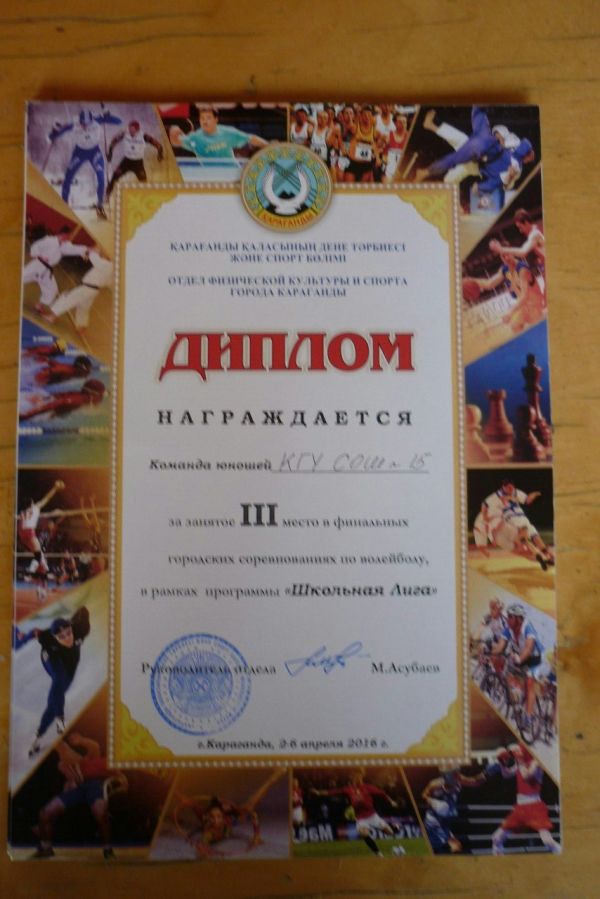 КАРАГАНДЫ
ҚАРАҒАНДЫ ҚАЛАСЫНЫҢ ДЕНЕ ТӘРБИЕСІ
ЖӘНЕ СПОРТ БӨЛІМІ
ОТДЕЛ ФИЗИЧЕСКОЙ КУЛЬТУРЫ И СПОРТА
ГОРОДА КАРАГАНДЫ
ДИПЛОМ
НАГРАЖДАЕТСЯ
Команда юношей КГУ СОШ № 15
за занятое III место в финальных
городских соревнованиях по волейболу,
в рамках программы «Школьная Лига»
Руководитель отдела М.Асубаев
г.Караганда, 2-6 апреля 2016 г.